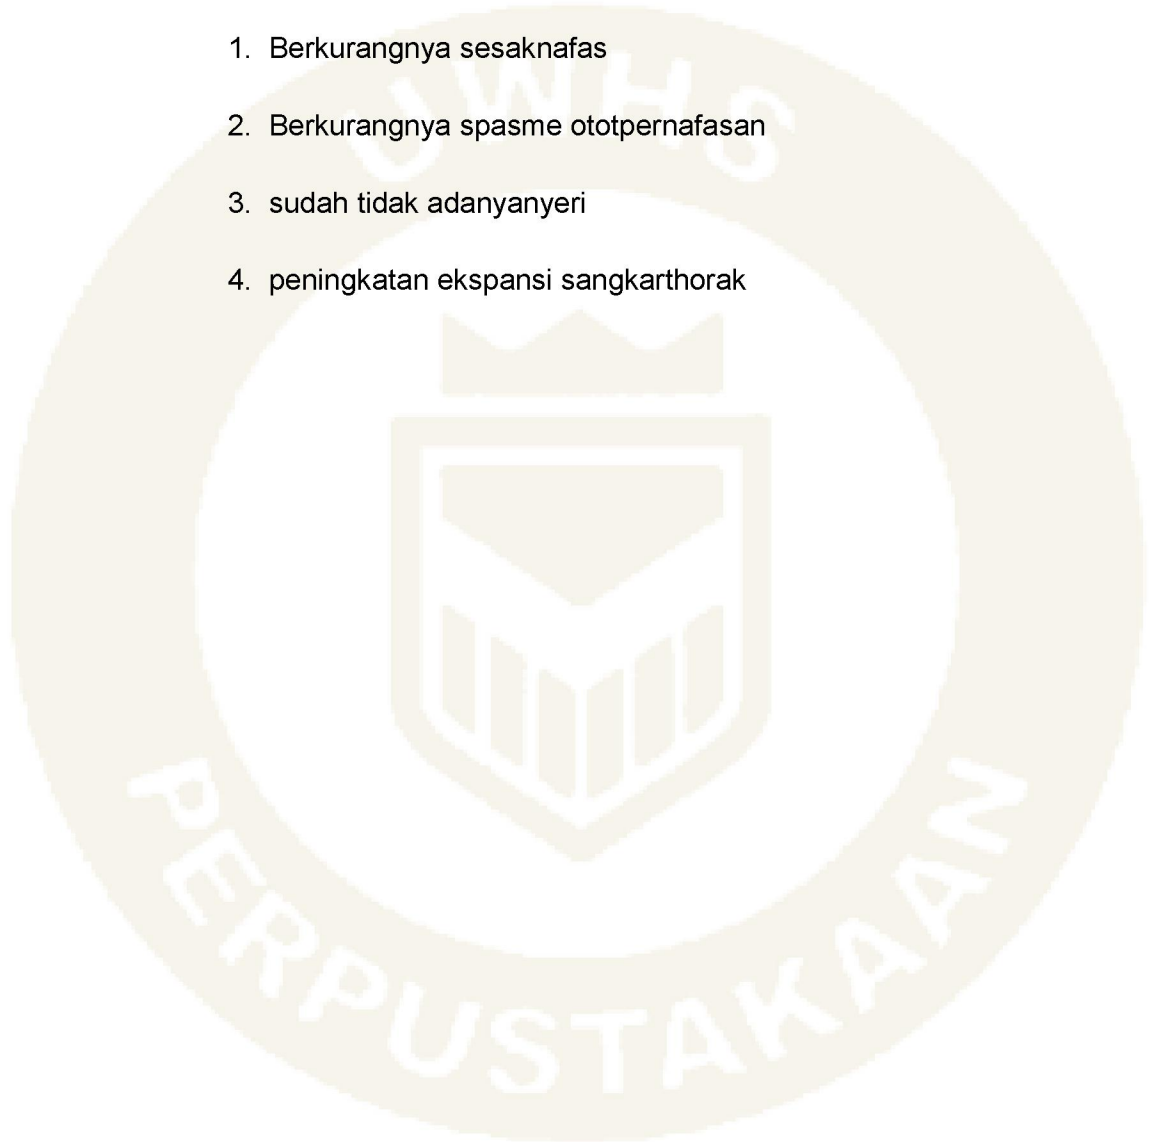 1. Berkurangnya sesaknafas
UWHS
2. Berkurangnya spasme ototpernafasan
3. sudah tidak adanyanyeri
4. peningkatan ekspansi sangkarthorak
PERPUSTAKAAN